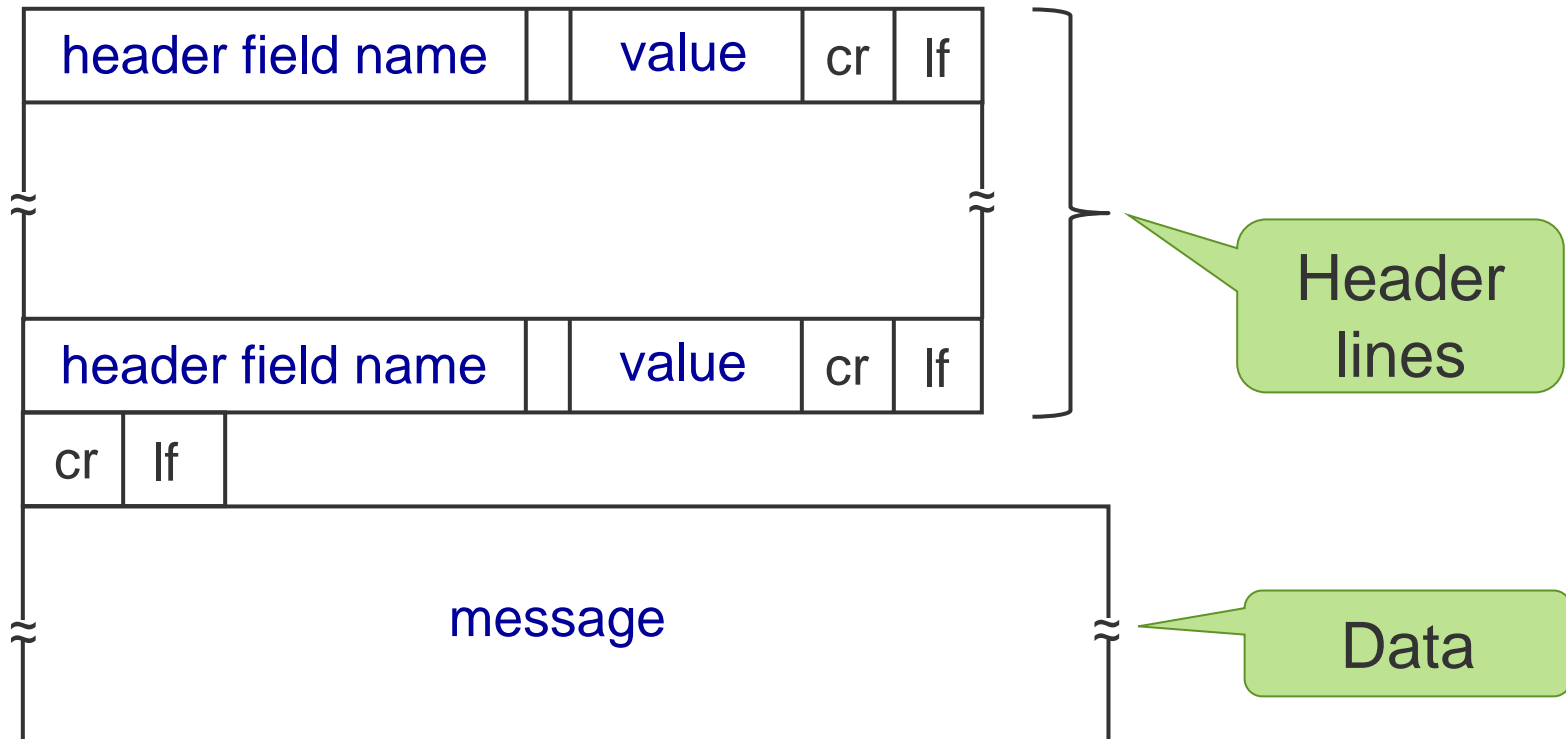 header field name value cr lf
header field name value cr lf
cr lf
Header
lines
message
Data